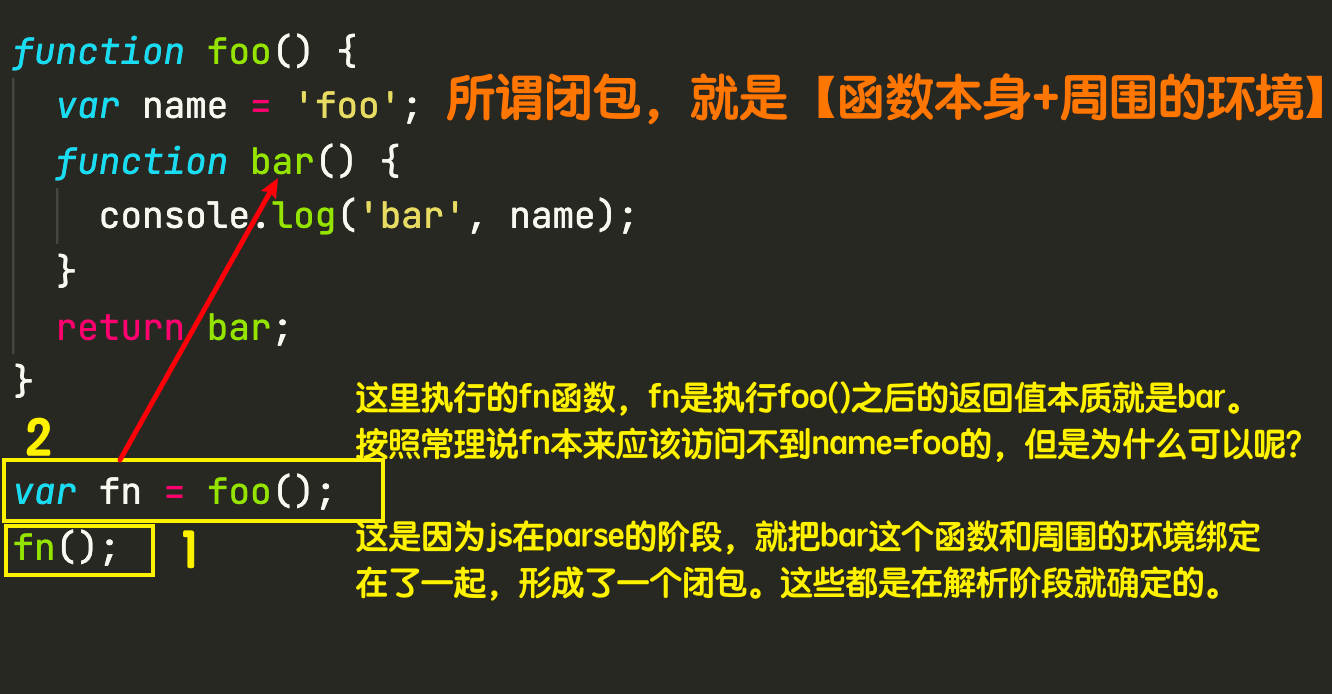 function foo() {
var name = 'foo'; 所谓闭包，就是【函数本身+周围的环境】
function bar() {
console.log('bar', name);
}
return bar;
}
这里执行的fn函数，fn是执行foo()之后的返回值本质就是bar。
2
按照常理说fn本来应该访问不到name=foo的，但是为什么可以呢?
var fn = foo();
fn(); 1
这是因为js在parse的阶段，就把bar这个函数和周围的环境绑定
在了一起，形成了一个闭包。这些都是在解析阶段就确定的。